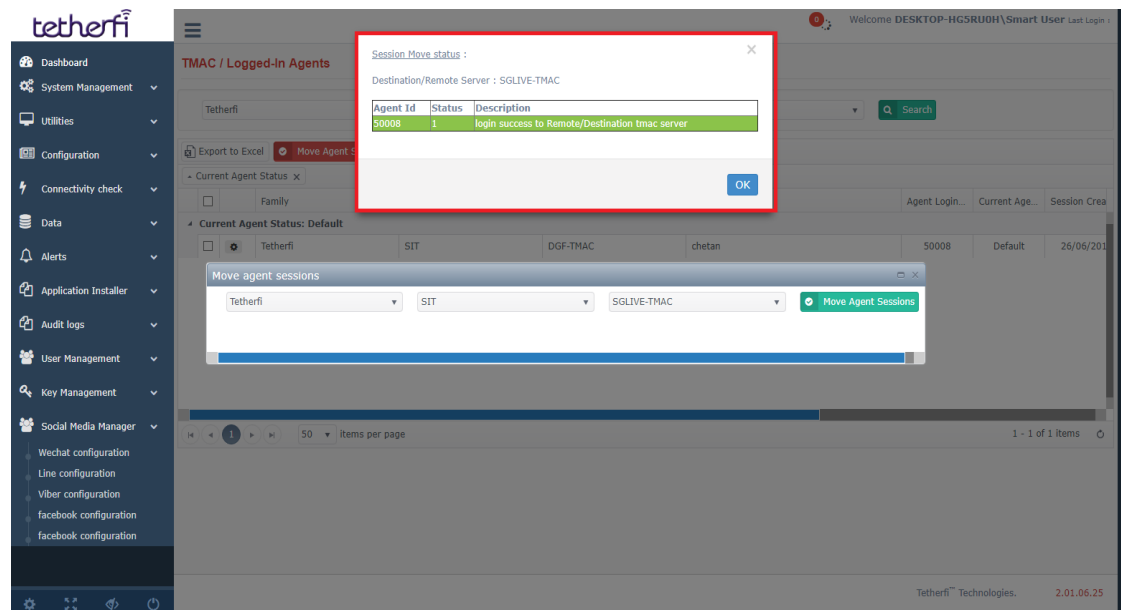 tetherfi
Welcome DESKTOP-HG5RU0H\Smart User Last Login :
0
Dashboard
System Management
Utilities
Configuration
Connectivity check
Data
Alerts
Application Installer
Audit logs
User Management
Key Management
Social Media Manager
Wechat configuration
Line configuration
Viber configuration
facebook configuration
facebook configuration
TMAC / Logged-In Agents
Tetherfi
Search
Export to Excel Move Agent S
Current Agent Status x
Family Agent Login... Current Age... Session Crea
Current Agent Status: Default
Tetherfi SIT DGF-TMAC chetan 50008 Default 26/06/201
Session Move status :
Destination/Remote Server : SGLIVE-TMAC
Agent Id Status Description
50008 1 login success to Remote/Destination tmac server
OK
Move agent sessions
Tetherfi SIT SGLIVE-TMAC Move Agent Sessions
1 50 items per page 1 - 1 of 1 items
Tetherfi Technologies. 2.01.06.25